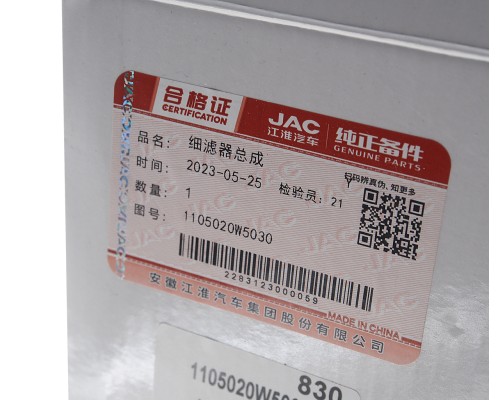 合格证
CERTIFICATION
JAC
江淮汽车
纯正备件
GENUINE PARTS
品名： 细滤器总成
时间： 2023-05-25 检验员：21
数量： 1
图号： 1105020W5030
扫码辨真伪，知更多
2283123000059
MADE IN CHINA
安徽江淮汽车集团股份有限公司
830
1105020W50